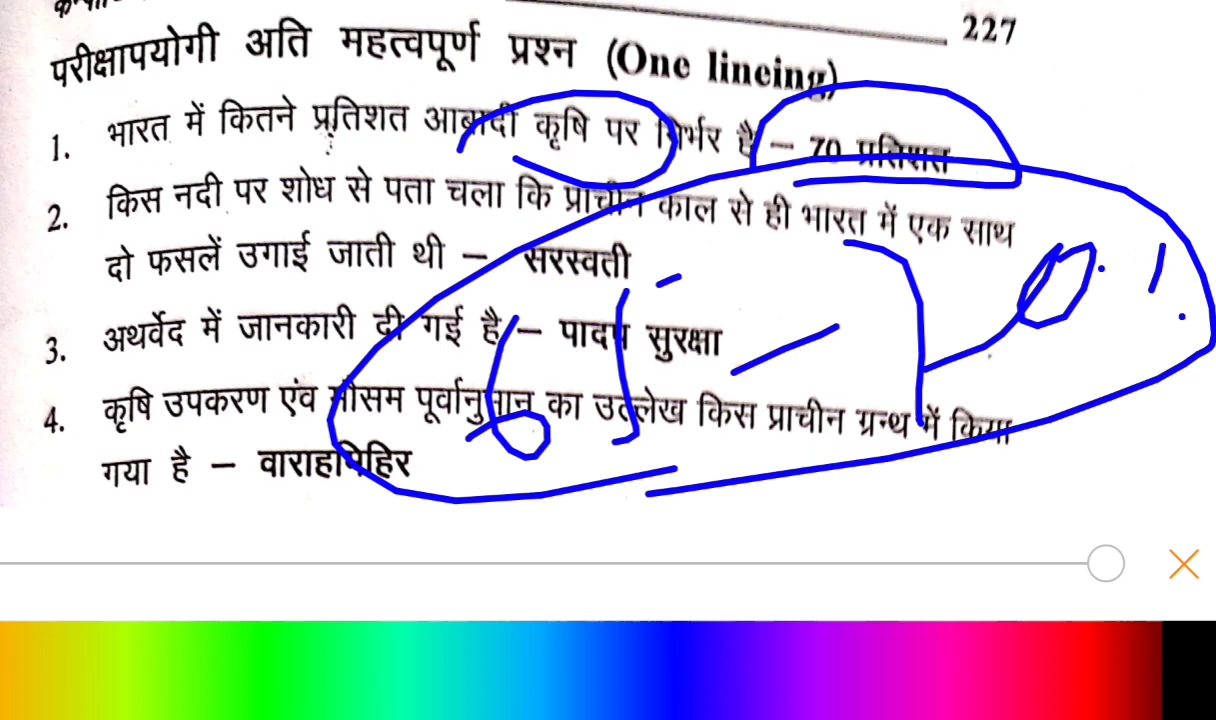 227
परीक्षापयोगी अति महत्वपूर्ण प्रश्न (One lineing)
1. भारत में कितने प्रतिशत आबादी कृषि पर निर्भर है – 70 प्रतिशत
2. किस नदी पर शोध से पता चला कि प्राचीन काल से ही भारत में एक साथ
दो फसलें उगाई जाती थी – सरस्वती
3. अथर्वेद में जानकारी दी गई है – पादप सुरक्षा
4. कृषि उपकरण एंव मौसम पूर्वानुमान का उल्लेख किस प्राचीन ग्रन्थ में किया
गया है – वाराहमिहिर